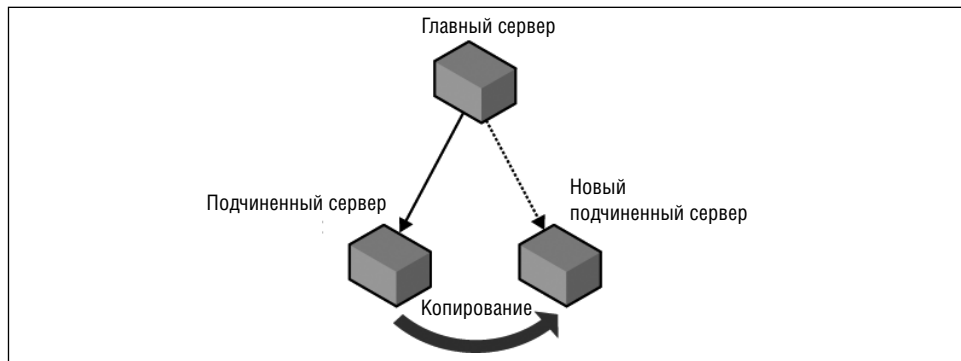 Главный сервер
Подчиненный сервер
Новый
подчиненный сервер
Копирование